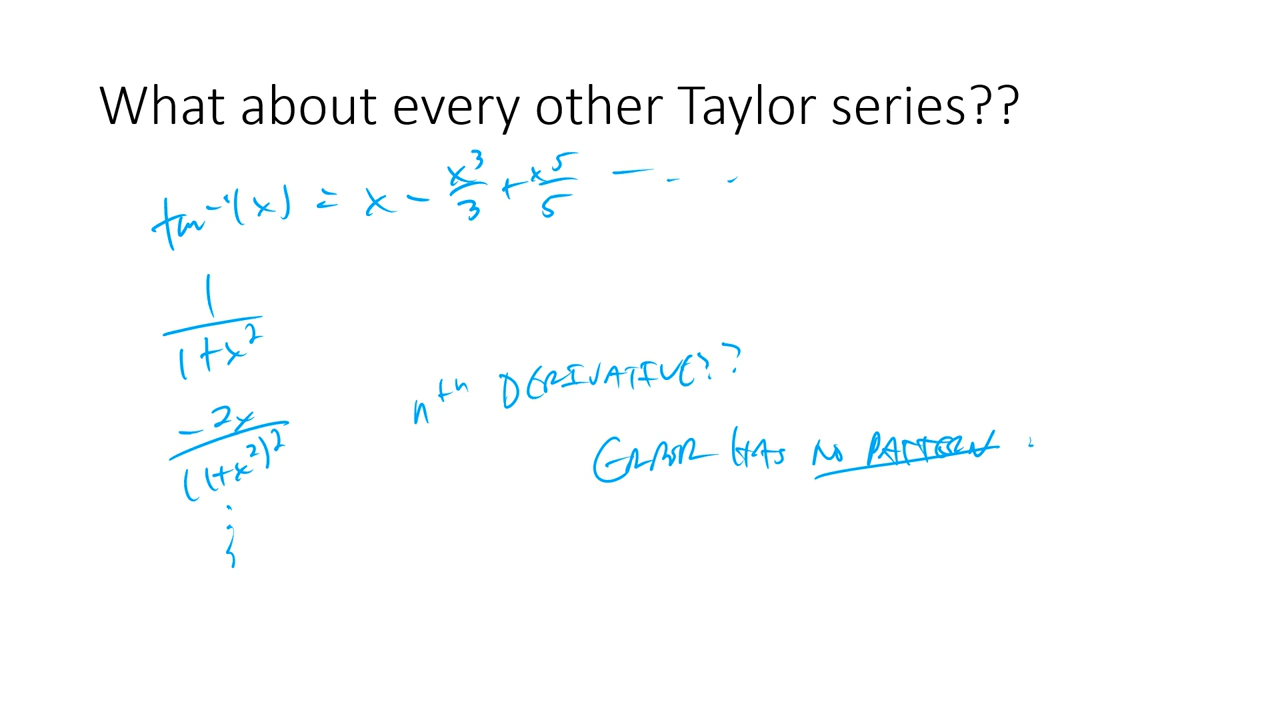 What about every other Taylor series??
tan⁻¹(x) = x - x³/3 + x⁵/5 - . . .
1/(1+x²)
-2x/(1+x²)²
nth DERIVATIVE??
ERROR HAS NO PATTERN.